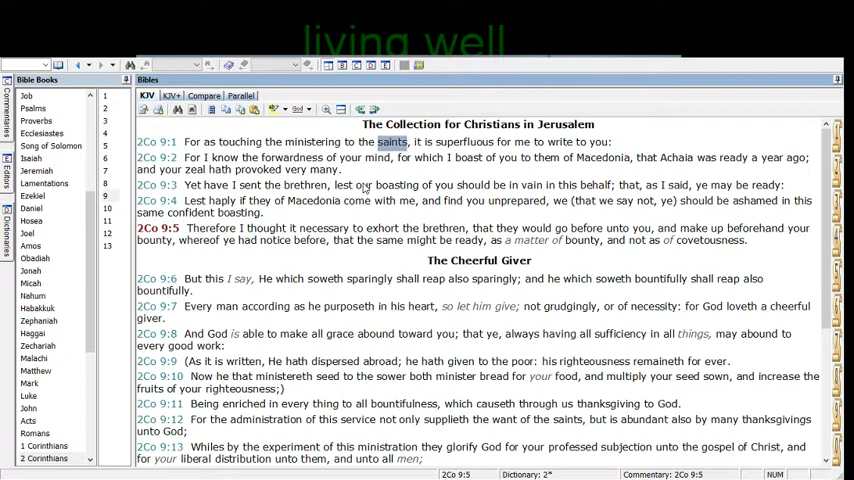 living well
Bible Books
Bibles
Job
Psalms
Proverbs
Ecclesiastes
Song of Solomon
Isaiah
Jeremiah
Lamentations
Ezekiel
Daniel
Hosea
Joel
Amos
Obadiah
Jonah
Micah
Nahum
Habakkuk
Zephaniah
Haggai
Zechariah
Malachi
Matthew
Mark
Luke
John
Acts
Romans
1 Corinthians
2 Corinthians
1
2
3
4
5
6
7
8
9
10
11
12
13
Commentaries
Editors
Dictionaries
KJV KJV+ Compare Parallel
The Collection for Christians in Jerusalem
2Co 9:1 For as touching the ministering to the saints, it is superfluous for me to write to you:
2Co 9:2 For I know the forwardness of your mind, for which I boast of you to them of Macedonia, that Achaia was ready a year ago;
and your zeal hath provoked very many.
2Co 9:3 Yet have I sent the brethren, lest our boasting of you should be in vain in this behalf; that, as I said, ye may be ready:
2Co 9:4 Lest haply if they of Macedonia come with me, and find you unprepared, we (that we say not, ye) should be ashamed in this
same confident boasting.
2Co 9:5 Therefore I thought it necessary to exhort the brethren, that they would go before unto you, and make up beforehand your
bounty, whereof ye had notice before, that the same might be ready, as a matter of bounty, and not as of covetousness.
The Cheerful Giver
2Co 9:6 But this I say, He which soweth sparingly shall reap also sparingly; and he which soweth bountifully shall reap also
bountifully.
2Co 9:7 Every man according as he purposeth in his heart, so let him give; not grudgingly, or of necessity: for God loveth a cheerful
giver.
2Co 9:8 And God is able to make all grace abound toward you; that ye, always having all sufficiency in all things, may abound to
every good work:
2Co 9:9 (As it is written, He hath dispersed abroad; he hath given to the poor: his righteousness remaineth for ever.
2Co 9:10 Now he that ministereth seed to the sower both minister bread for your food, and multiply your seed sown, and increase the
fruits of your righteousness;)
2Co 9:11 Being enriched in every thing to all bountifulness, which causeth through us thanksgiving to God.
2Co 9:12 For the administration of this service not only supplieth the want of the saints, but is abundant also by many thanksgivings
unto God;
2Co 9:13 Whiles by the experiment of this ministration they glorify God for your professed subjection unto the gospel of Christ, and
for your liberal distribution unto them, and unto all men;
2Co 9:5
Dictionary: 2*
Commentary: 2Co 9:5
NUM